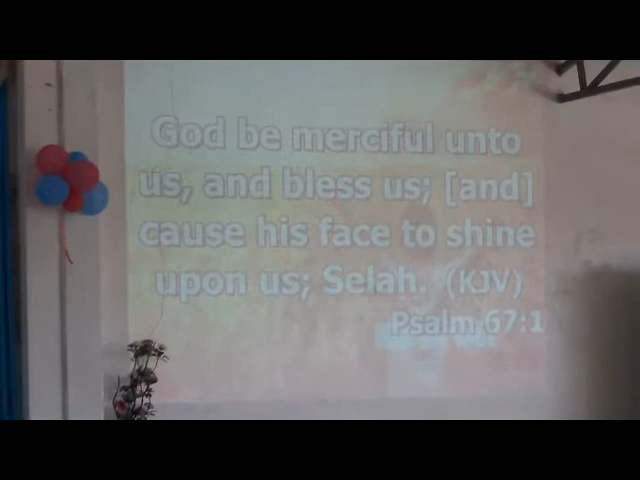 God be merciful unto
us, and bless us; [and]
cause his face to shine
upon us; Selah. (KJV)
Psalm 67:1